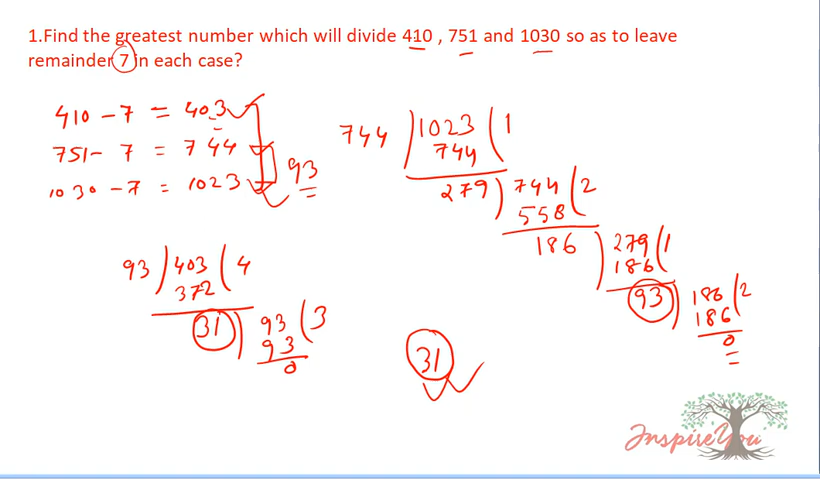 1.Find the greatest number which will divide 410 , 751 and 1030 so as to leave
remainder 7 in each case?
410 - 7 = 403
751 - 7 = 744
1030 - 7 = 1023
93
744 ) 1023 ( 1
744
279 ) 744 ( 2
558
186 ) 279 ( 1
186
93 ) 186 ( 2
186
0
93 ) 403 ( 4
372
31 ) 93 ( 3
93
0
31
InspireYou